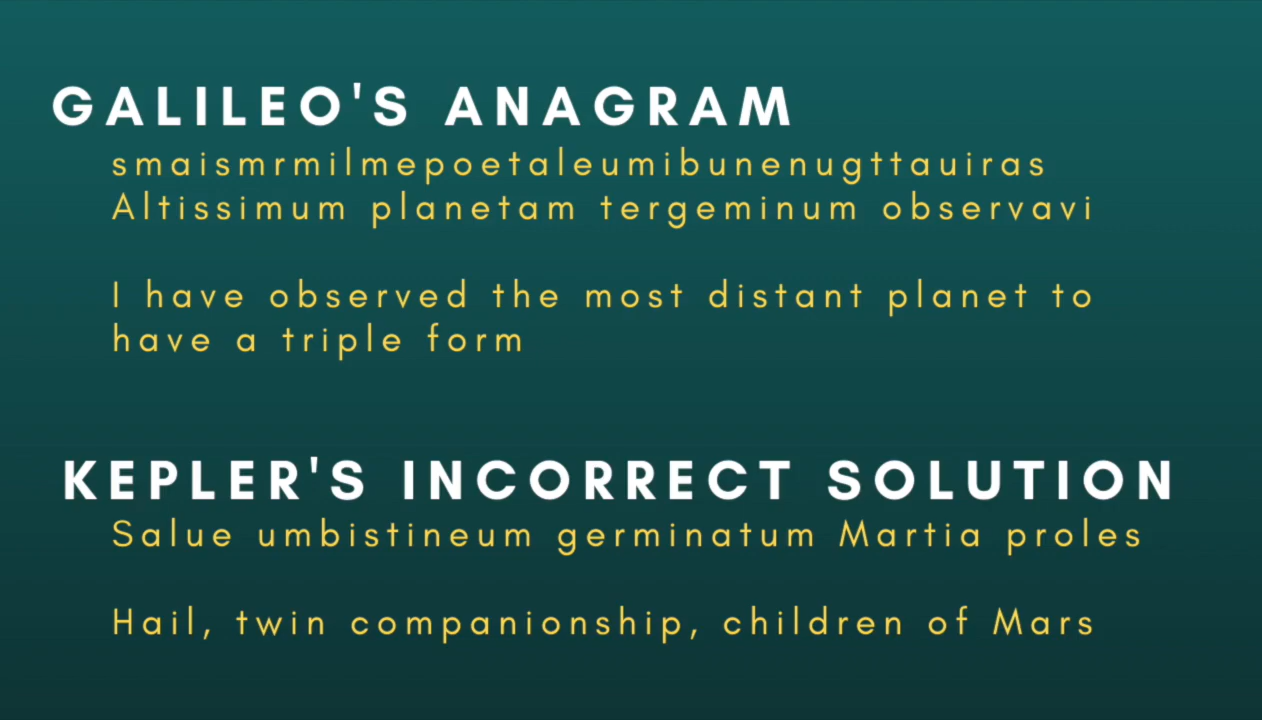 GALILEO'S ANAGRAM
smaismrmilmepoetaleumibunenugttauiras
Altissimum planetam tergeminum observavi
I have observed the most distant planet to
have a triple form
KEPLER'S INCORRECT SOLUTION
Salue umbistineum germinatum Martia proles
Hail, twin companionship, children of Mars